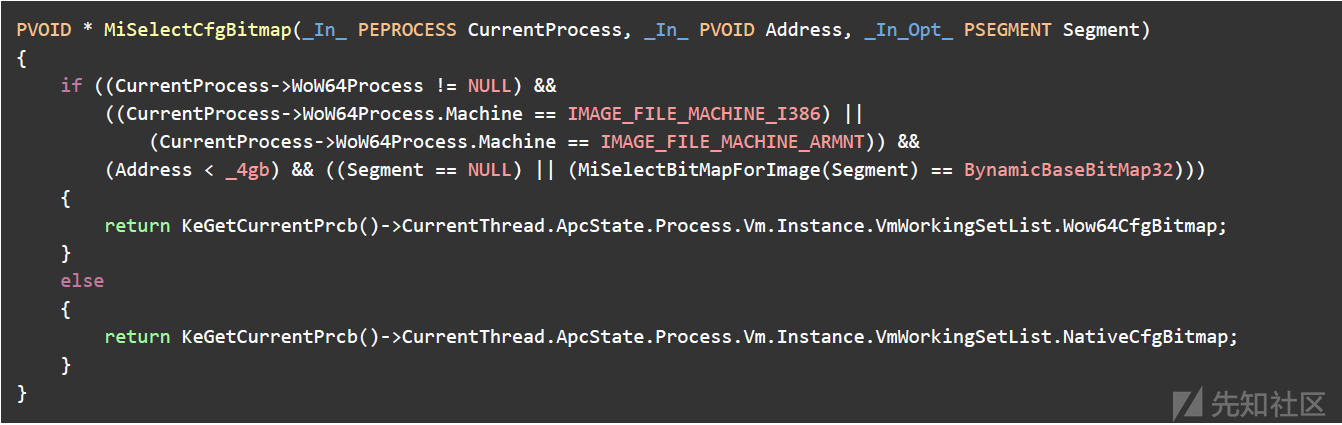 PVOID * MiSelectCfgBitmap(_In_ PEPROCESS CurrentProcess, _In_ PVOID Address, _In_Opt_ PSEGMENT Segment)
{
    if ((CurrentProcess->WoW64Process != NULL) &&
        ((CurrentProcess->WoW64Process.Machine == IMAGE_FILE_MACHINE_I386) ||
            (CurrentProcess->WoW64Process.Machine == IMAGE_FILE_MACHINE_ARMNT)) &&
        (Address < _4gb) && ((Segment == NULL) || (MiSelectBitMapForImage(Segment) == BynamicBaseBitMap32)))
    {
        return KeGetCurrentPrcb()->CurrentThread.ApcState.Process.Vm.Instance.VmWorkingSetList.Wow64CfgBitmap;
    }
    else
    {
        return KeGetCurrentPrcb()->CurrentThread.ApcState.Process.Vm.Instance.VmWorkingSetList.NativeCfgBitmap;
    }
}
先知社区